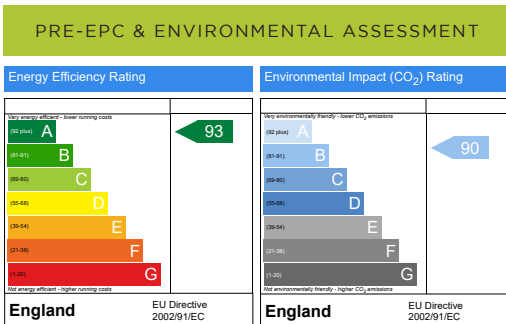 PRE-EPC & ENVIRONMENTAL ASSESSMENT
Energy Efficiency Rating
Very energy efficient - lower running costs
(92 plus) A
93
(81-91) B
(69-80) C
(55-68) D
(39-54) E
(21-38) F
(1-20) G
Not energy efficient - higher running costs
England
EU Directive
2002/91/EC
Environmental Impact (CO₂) Rating
Very environmentally friendly - lower CO₂ emissions
(92 plus) A
(81-91) B
90
(69-80) C
(55-68) D
(39-54) E
(21-38) F
(1-20) G
Not environmentally friendly - higher CO₂ emissions
England
EU Directive
2002/91/EC